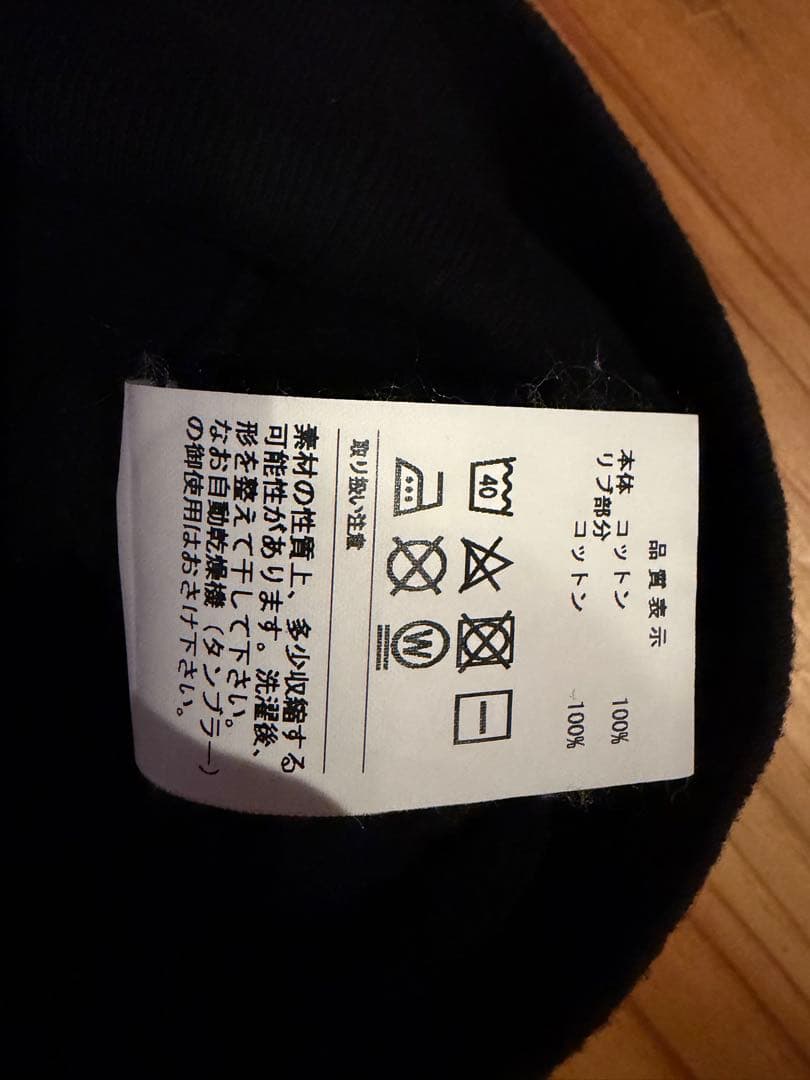 品質表示
本体 コットン 100%
リブ部分
コットン 100%
40
W
取り扱い注意
素材の性質上、多少収縮する
可能性があります。洗濯後、
形を整えて干して下さい。
なお自動乾燥機（タンブラー）
の御使用はおさけ下さい。